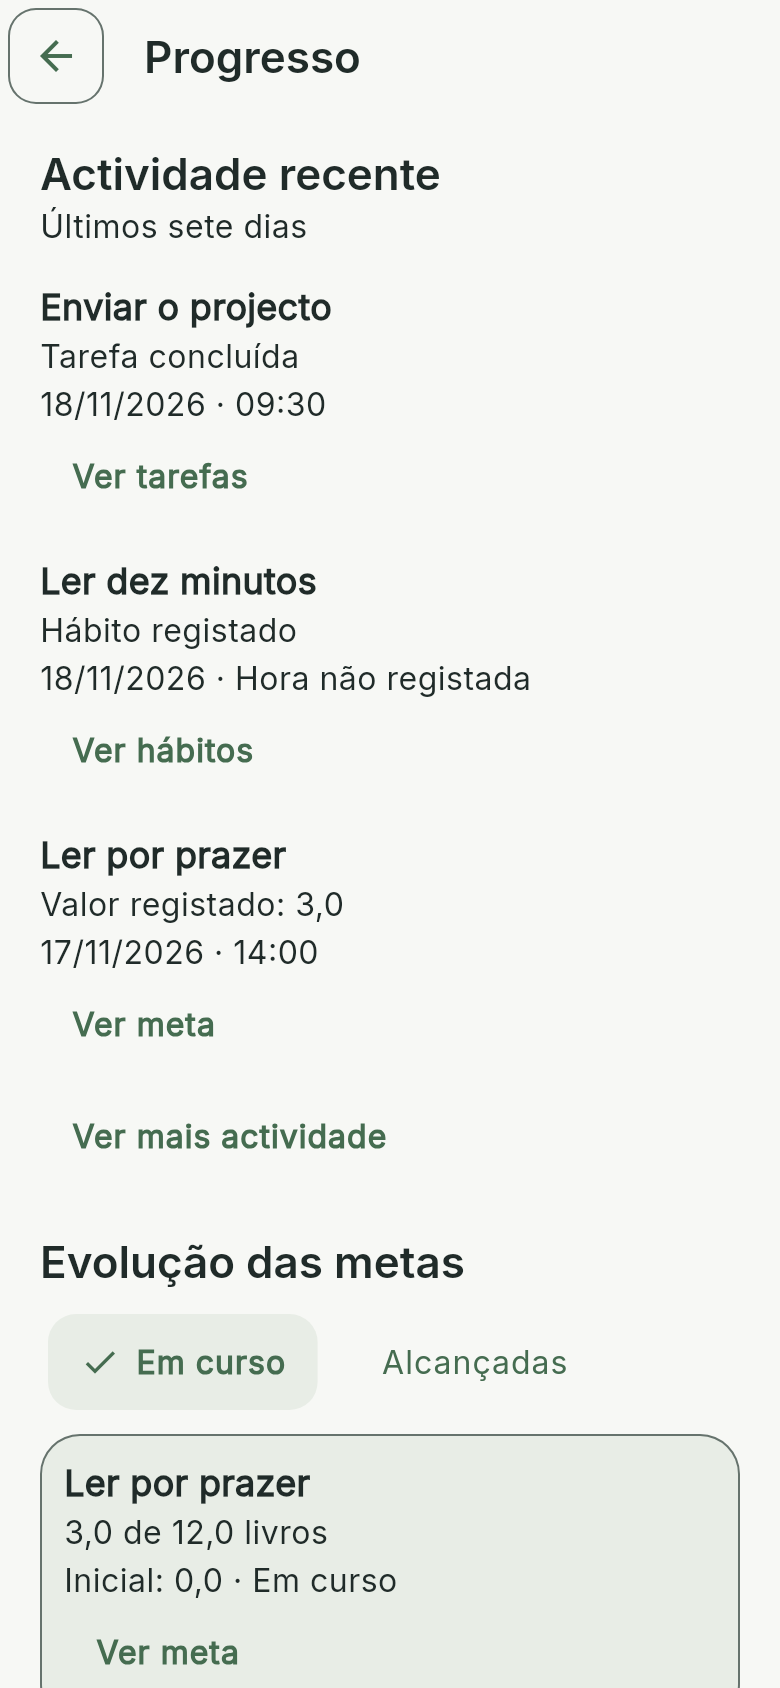 Progresso
Actividade recente
Últimos sete dias
Enviar o projecto
Tarefa concluída
18/11/2026 · 09:30
Ver tarefas
Ler dez minutos
Hábito registado
18/11/2026 · Hora não registada
Ver hábitos
Ler por prazer
Valor registado: 3,0
17/11/2026 · 14:00
Ver meta
Ver mais actividade
Evolução das metas
Em curso
Alcançadas
Ler por prazer
3,0 de 12,0 livros
Inicial: 0,0 · Em curso
Ver meta